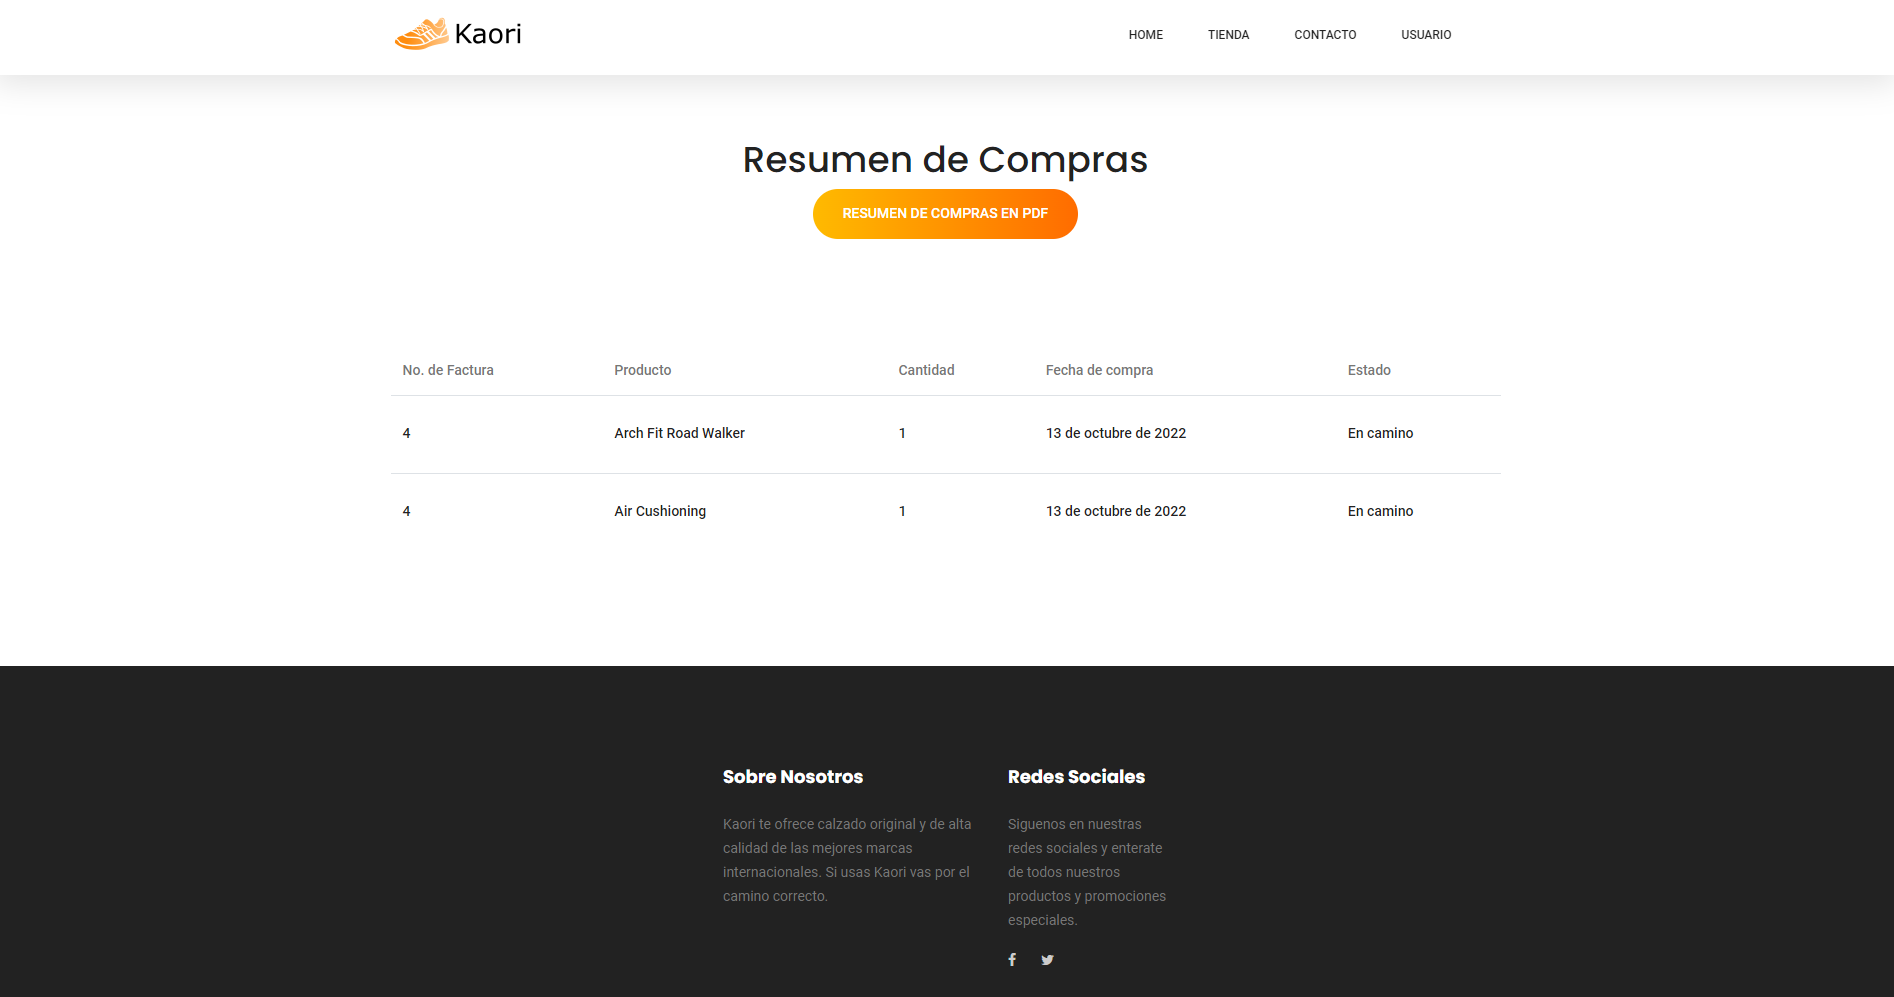 Kaori
HOME TIENDA CONTACTO USUARIO
Resumen de Compras
RESUMEN DE COMPRAS EN PDF
No. de Factura Producto Cantidad Fecha de compra Estado
4 Arch Fit Road Walker 1 13 de octubre de 2022 En camino
4 Air Cushioning 1 13 de octubre de 2022 En camino
Sobre Nosotros
Kaori te ofrece calzado original y de alta
calidad de las mejores marcas
internacionales. Si usas Kaori vas por el
camino correcto.
Redes Sociales
Siguenos en nuestras
redes sociales y enterate
de todos nuestros
productos y promociones
especiales.